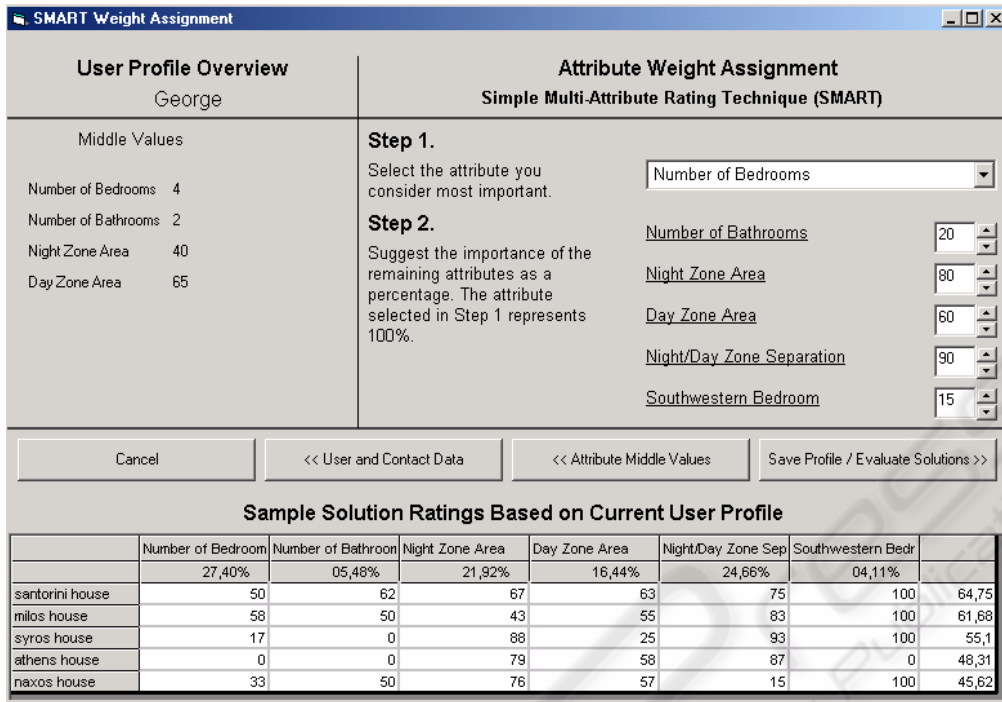 SMART Weight Assignment
User Profile Overview
George
Attribute Weight Assignment
Simple Multi-Attribute Rating Technique (SMART)
Middle Values
Number of Bedrooms 4
Number of Bathrooms 2
Night Zone Area 40
Day Zone Area 65
Step 1.
Select the attribute you
consider most important.
Number of Bedrooms
Step 2.
Suggest the importance of the
remaining attributes as a
percentage. The attribute
selected in Step 1 represents
100%.
Number of Bathrooms 20
Night Zone Area 80
Day Zone Area 60
Night/Day Zone Separation 90
Southwestern Bedroom 15
Cancel
<< User and Contact Data
<< Attribute Middle Values
Save Profile / Evaluate Solutions >>
Sample Solution Ratings Based on Current User Profile
Number of Bedroom Number of Bathroon Night Zone Area Day Zone Area Night/Day Zone Sep Southwestern Bedr
27,40% 05,48% 21,92% 16,44% 24,66% 04,11%
santorini house 50 62 67 63 75 100 64,75
milos house 58 50 43 55 83 100 61,68
syros house 17 0 88 25 93 100 55,1
athens house 0 0 79 58 87 0 48,31
naxos house 33 50 76 57 15 100 45,62